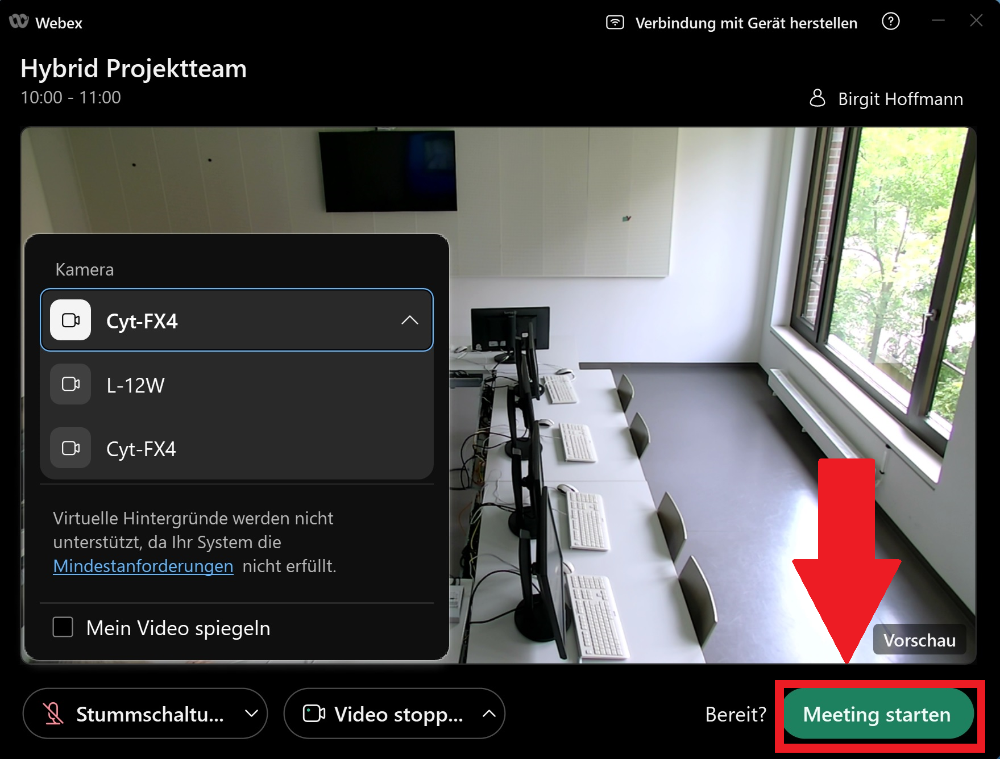 Webex
Verbindung mit Gerät herstellen
Hybrid Projektteam
10:00 - 11:00
Birgit Hoffmann
Kamera
Cyt-FX4
L-12W
Cyt-FX4
Virtuelle Hintergründe werden nicht
unterstützt, da Ihr System die
Mindestanforderungen nicht erfüllt.
Mein Video spiegeln
Vorschau
Stummschaltu...
Video stopp...
Bereit?
Meeting starten